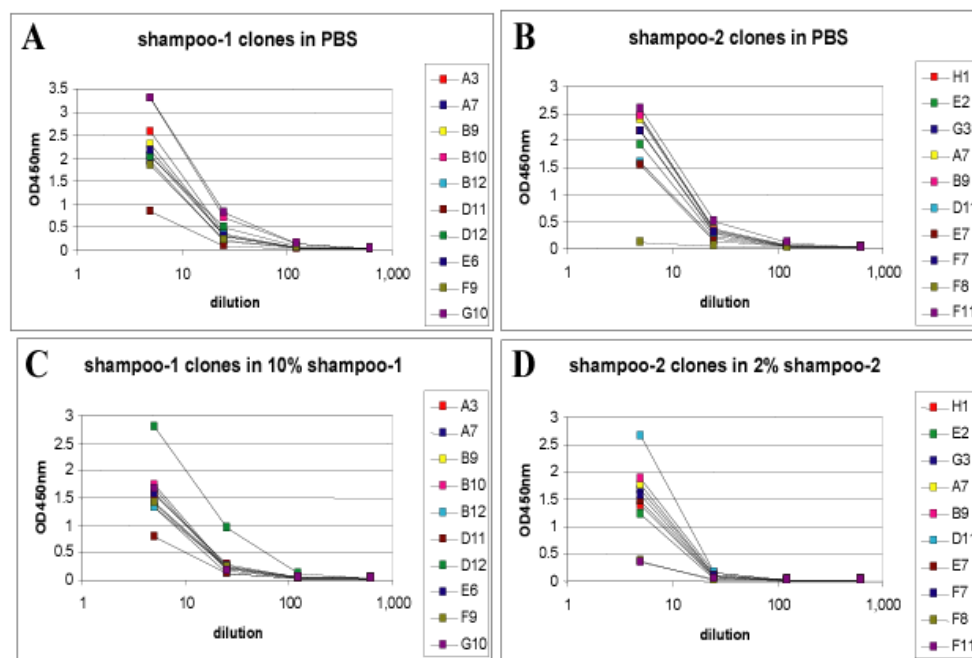 A
shampoo-1 clones in PBS
OD450nm
3.5
3
2.5
2
1.5
1
0.5
0
1
10
100
1,000
dilution
A3
A7
B9
B10
B12
D11
D12
E6
F9
G10
B
shampoo-2 clones in PBS
OD450nm
3
2.5
2
1.5
1
0.5
0
1
10
100
1,000
dilution
H1
E2
G3
A7
B9
D11
E7
F7
F8
F11
C
shampoo-1 clones in 10% shampoo-1
OD450nm
3
2.5
2
1.5
1
0.5
0
1
10
100
1,000
dilution
A3
A7
B9
B10
B12
D11
D12
E6
F9
G10
D
shampoo-2 clones in 2% shampoo-2
OD450nm
3
2.5
2
1.5
1
0.5
0
1
10
100
1,000
dilution
H1
E2
G3
A7
B9
D11
E7
F7
F8
F11